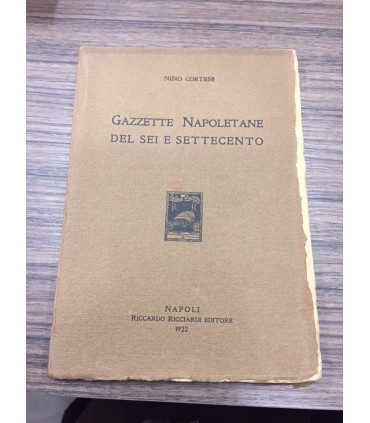 NINO CORTESE
GAZZETTE NAPOLETANE
DEL SEI E SETTECENTO
R R
NAPOLI
RICCARDO RICCIARDI EDITORE
1922